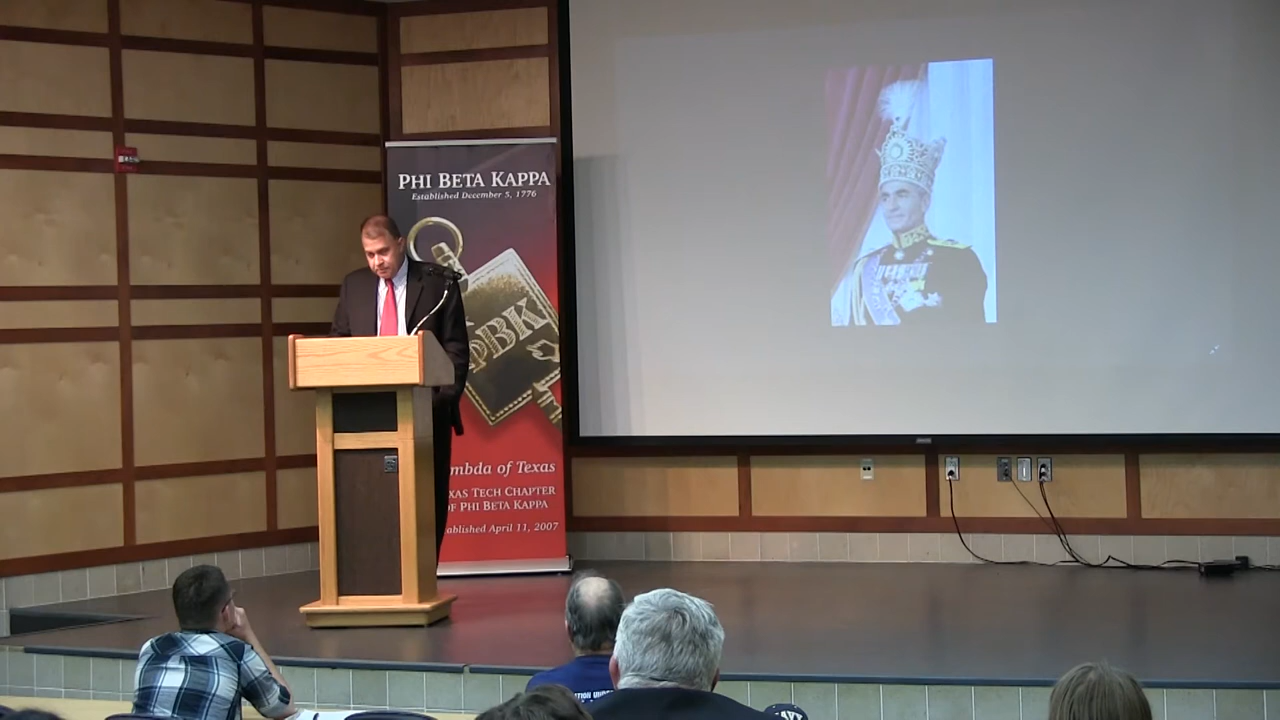 PHI BETA KAPPA
Established December 5, 1776
ΦBK
mbda of Texas
XAS TECH CHAPTER
OF PHI BETA KAPPA
ablished April 11, 2007